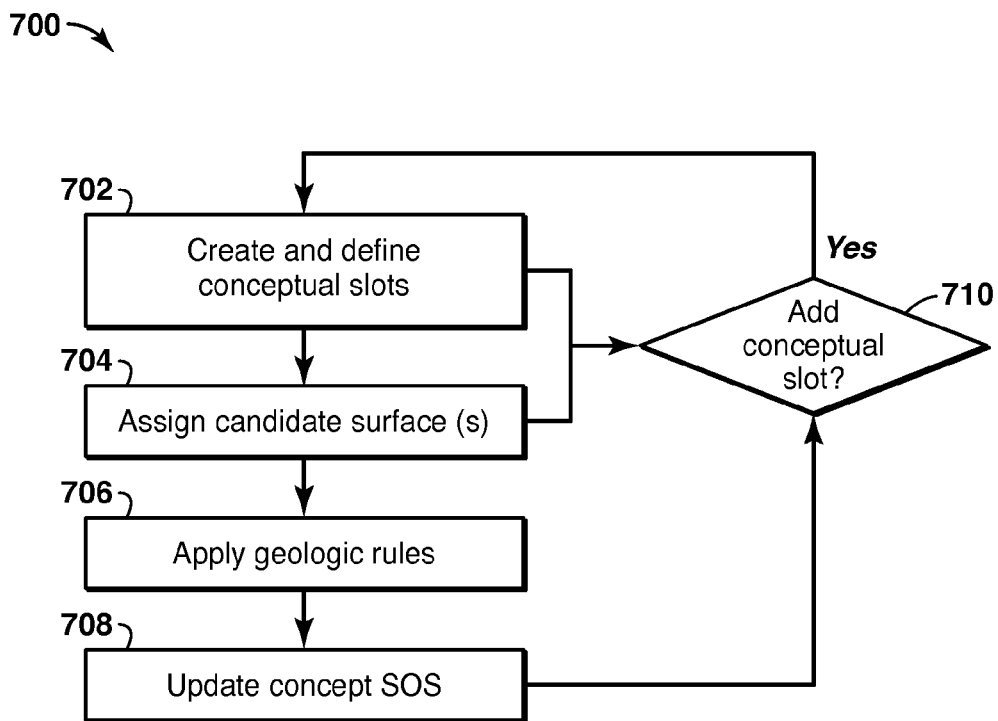 700
702
Create and define
conceptual slots
Yes
710
Add
conceptual
slot?
704
Assign candidate surface (s)
706
Apply geologic rules
708
Update concept SOS